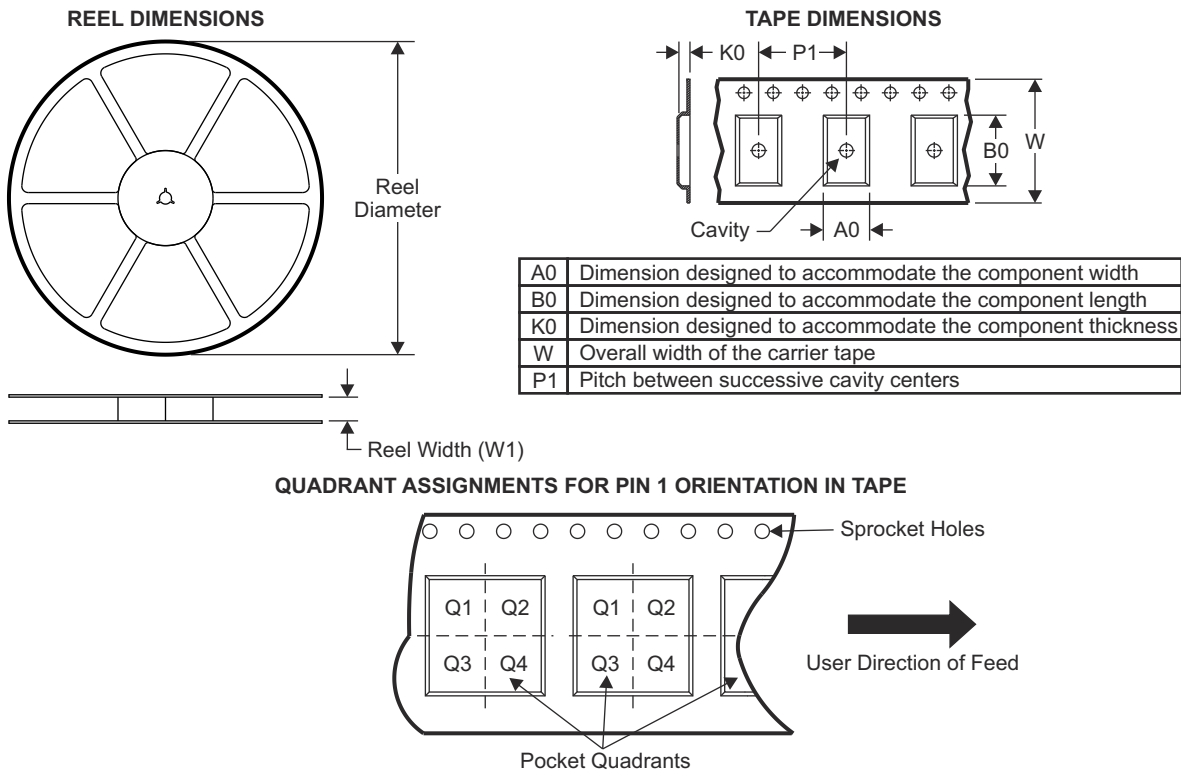 REEL DIMENSIONS
Reel
Diameter
Reel Width (W1)
TAPE DIMENSIONS
K0
P1
B0
W
Cavity
A0
A0 Dimension designed to accommodate the component width
B0 Dimension designed to accommodate the component length
K0 Dimension designed to accommodate the component thickness
W Overall width of the carrier tape
P1 Pitch between successive cavity centers
QUADRANT ASSIGNMENTS FOR PIN 1 ORIENTATION IN TAPE
Sprocket Holes
Q1 Q2 Q1 Q2
Q3 Q4 Q3 Q4
User Direction of Feed
Pocket Quadrants